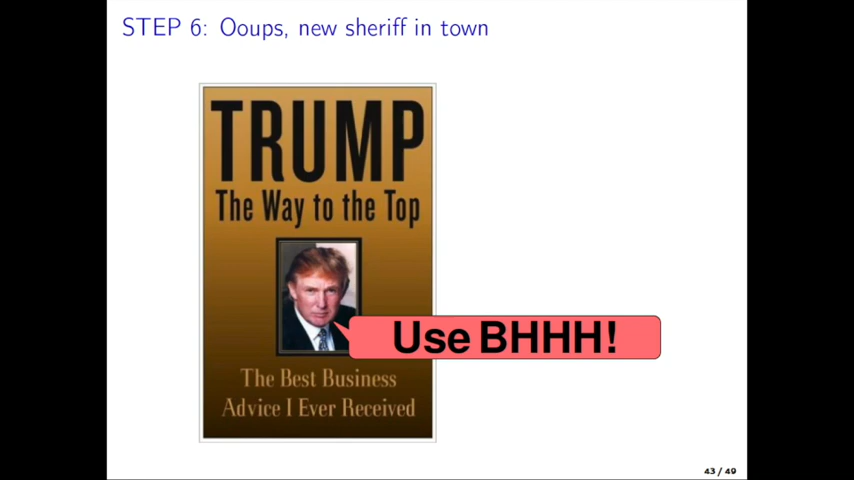 STEP 6: Ooups, new sheriff in town
TRUMP
The Way to the Top
Use BHHH!
The Best Business
Advice I Ever Received
43 / 49